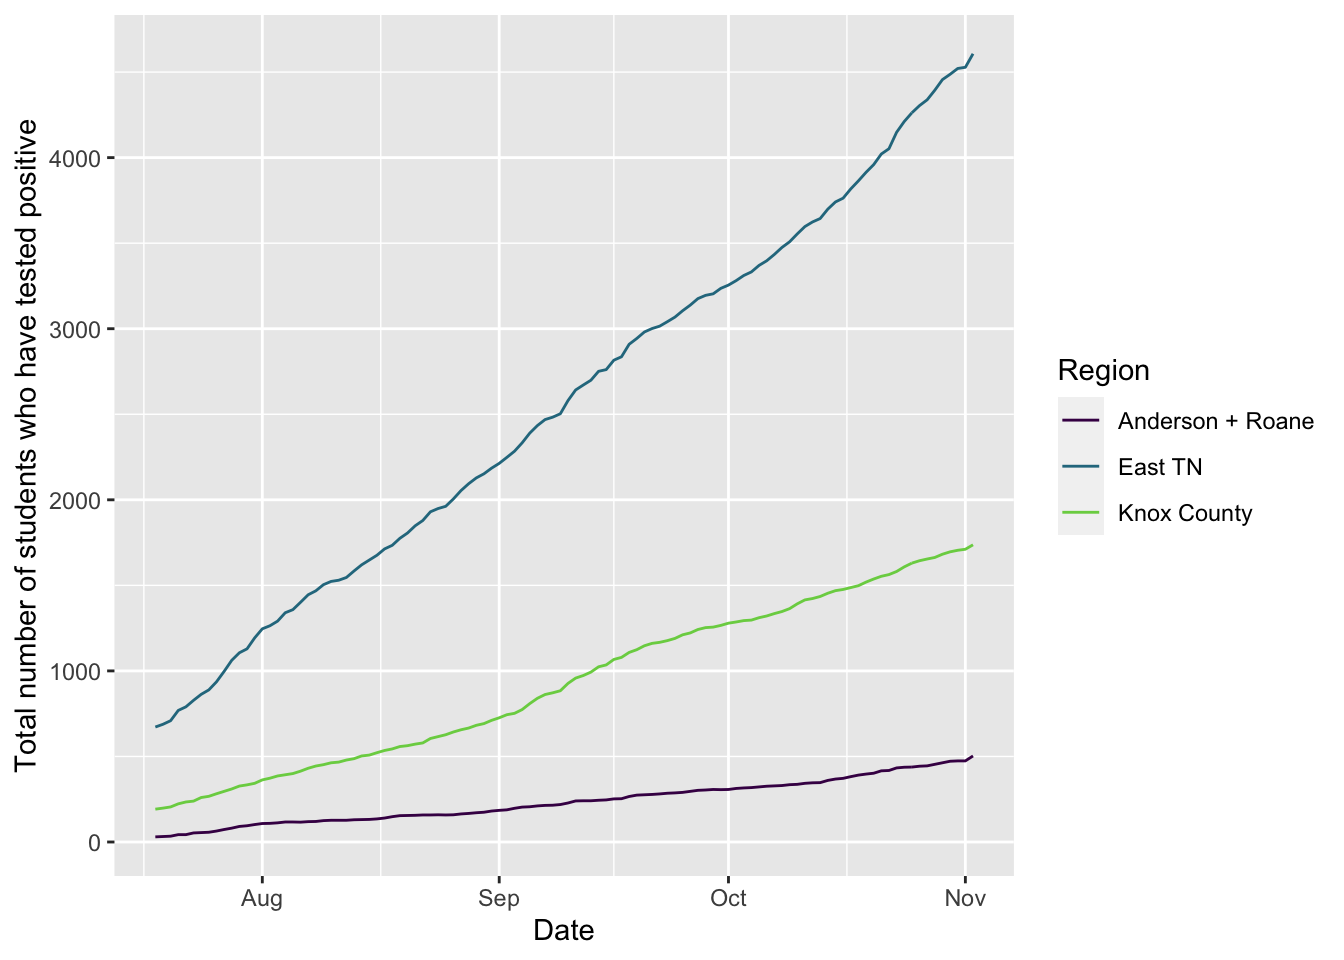 Total number of students who have tested positive
4000
3000
2000
1000
0
Aug
Sep
Oct
Nov
Date
Region
Anderson + Roane
East TN
Knox County